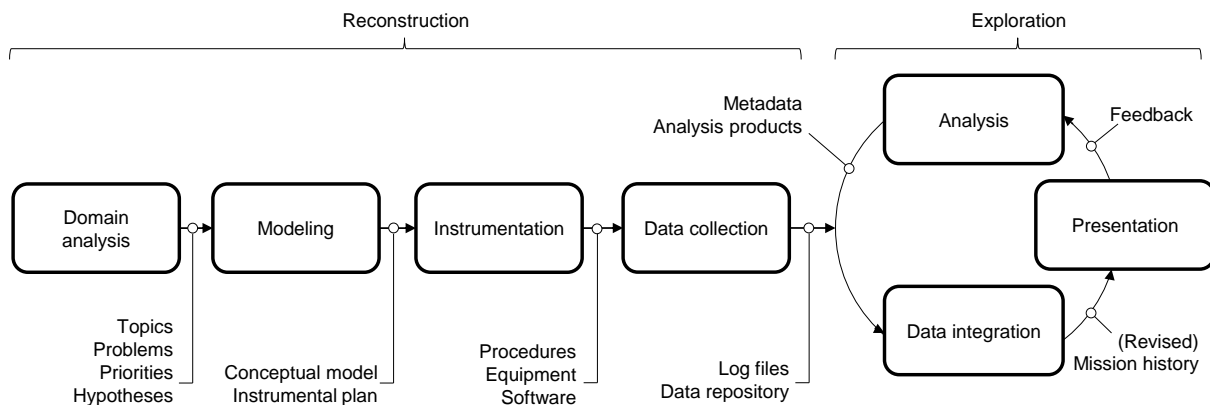 Reconstruction
Exploration
Metadata
Analysis products
Analysis
Feedback
Domain
analysis
Modeling
Instrumentation
Data collection
Presentation
Data integration
Topics
Problems
Priorities
Hypotheses
Conceptual model
Instrumental plan
Procedures
Equipment
Software
Log files
Data repository
(Revised)
Mission history